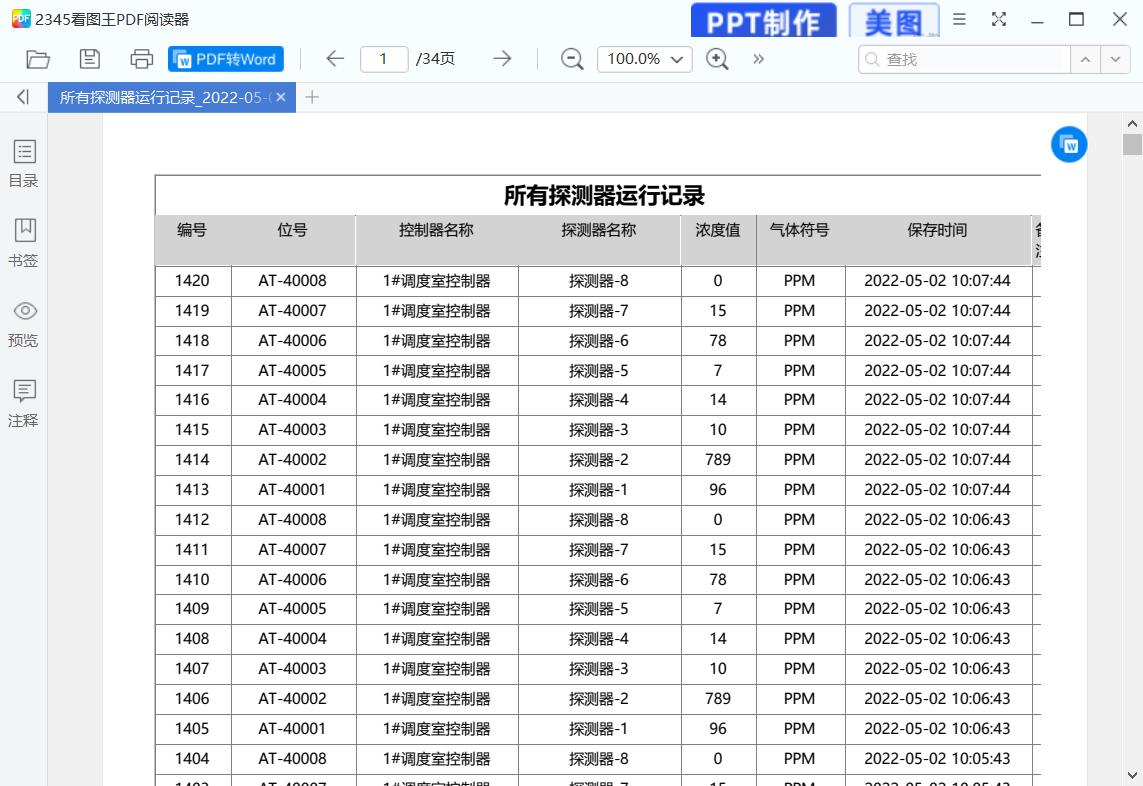 2345看图王PDF阅读器
PPT制作
美图
PDF转Word
1
/34页
100.0%
查找
所有探测器运行记录_2022-05-
目录
书签
预览
注释
所有探测器运行记录
编号 位号 控制器名称 探测器名称 浓度值 气体符号 保存时间
1420 AT-40008 1#调度室控制器 探测器-8 0 PPM 2022-05-02 10:07:44
1419 AT-40007 1#调度室控制器 探测器-7 15 PPM 2022-05-02 10:07:44
1418 AT-40006 1#调度室控制器 探测器-6 78 PPM 2022-05-02 10:07:44
1417 AT-40005 1#调度室控制器 探测器-5 7 PPM 2022-05-02 10:07:44
1416 AT-40004 1#调度室控制器 探测器-4 14 PPM 2022-05-02 10:07:44
1415 AT-40003 1#调度室控制器 探测器-3 10 PPM 2022-05-02 10:07:44
1414 AT-40002 1#调度室控制器 探测器-2 789 PPM 2022-05-02 10:07:44
1413 AT-40001 1#调度室控制器 探测器-1 96 PPM 2022-05-02 10:07:44
1412 AT-40008 1#调度室控制器 探测器-8 0 PPM 2022-05-02 10:06:43
1411 AT-40007 1#调度室控制器 探测器-7 15 PPM 2022-05-02 10:06:43
1410 AT-40006 1#调度室控制器 探测器-6 78 PPM 2022-05-02 10:06:43
1409 AT-40005 1#调度室控制器 探测器-5 7 PPM 2022-05-02 10:06:43
1408 AT-40004 1#调度室控制器 探测器-4 14 PPM 2022-05-02 10:06:43
1407 AT-40003 1#调度室控制器 探测器-3 10 PPM 2022-05-02 10:06:43
1406 AT-40002 1#调度室控制器 探测器-2 789 PPM 2022-05-02 10:06:43
1405 AT-40001 1#调度室控制器 探测器-1 96 PPM 2022-05-02 10:06:43
1404 AT-40008 1#调度室控制器 探测器-8 0 PPM 2022-05-02 10:05:43